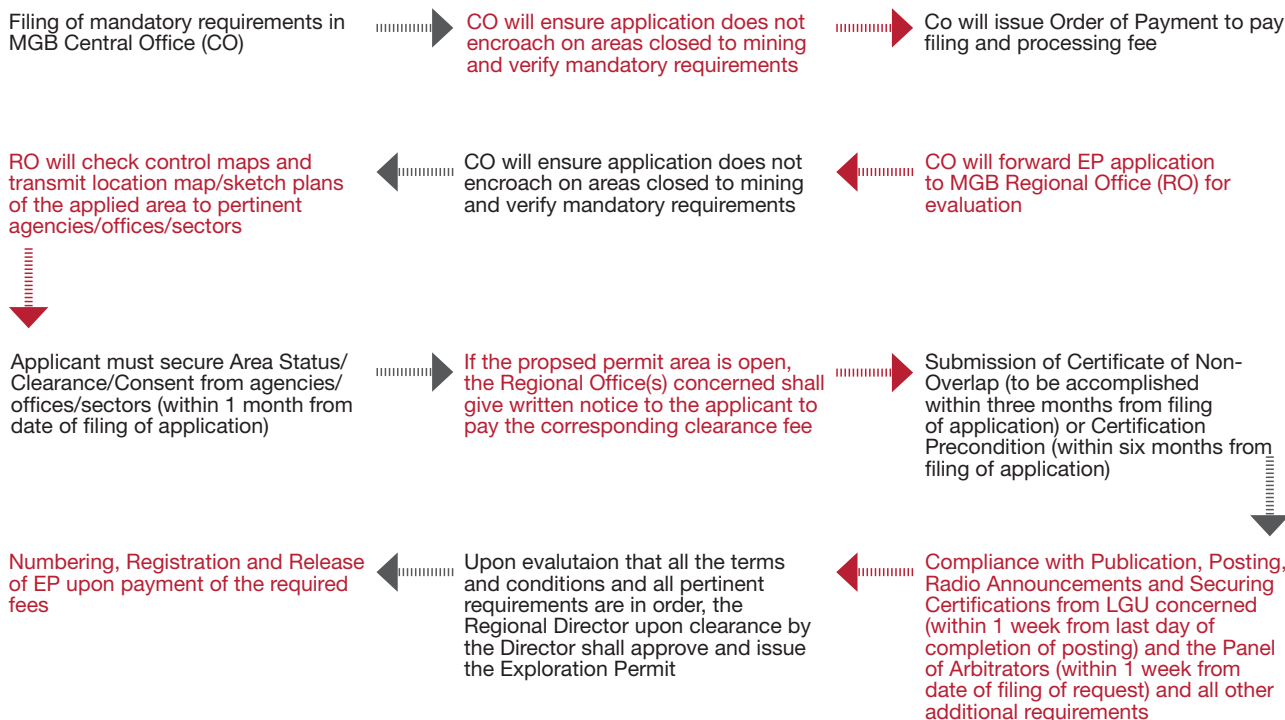 Filing of mandatory requirements in
MGB Central Office (CO)
CO will ensure application does not
encroach on areas closed to mining
and verify mandatory requirements
Co will issue Order of Payment to pay
filing and processing fee
CO will forward EP application
to MGB Regional Office (RO) for
evaluation
CO will ensure application does not
encroach on areas closed to mining
and verify mandatory requirements
RO will check control maps and
transmit location map/sketch plans
of the applied area to pertinent
agencies/offices/sectors
Applicant must secure Area Status/
Clearance/Consent from agencies/
offices/sectors (within 1 month from
date of filing of application)
If the propsed permit area is open,
the Regional Office(s) concerned shall
give written notice to the applicant to
pay the corresponding clearance fee
Submission of Certificate of Non-
Overlap (to be accomplished
within three months from filing
of application) or Certification
Precondition (within six months from
filing of application)
Compliance with Publication, Posting,
Radio Announcements and Securing
Certifications from LGU concerned
(within 1 week from last day of
completion of posting) and the Panel
of Arbitrators (within 1 week from
date of filing of request) and all other
additional requirements
Upon evalutaion that all the terms
and conditions and all pertinent
requirements are in order, the
Regional Director upon clearance by
the Director shall approve and issue
the Exploration Permit
Numbering, Registration and Release
of EP upon payment of the required
fees